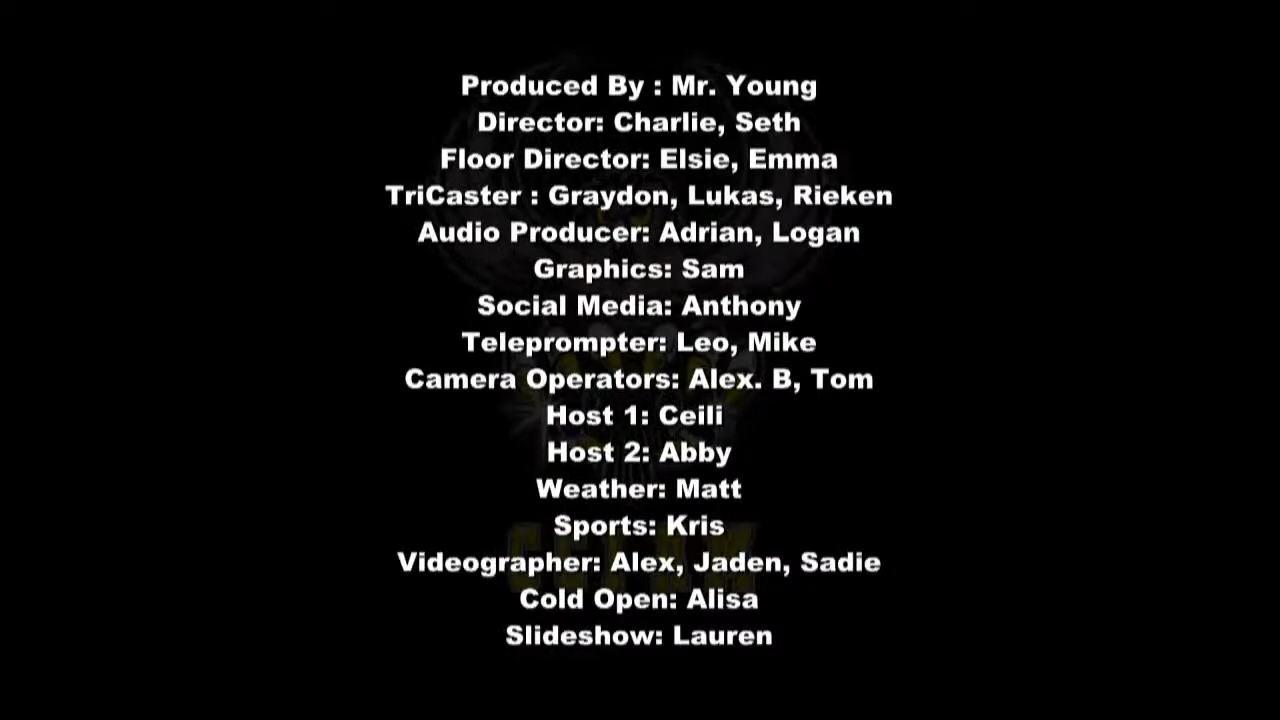 Produced By : Mr. Young
Director: Charlie, Seth
Floor Director: Elsie, Emma
TriCaster : Graydon, Lukas, Rieken
Audio Producer: Adrian, Logan
Graphics: Sam
Social Media: Anthony
Teleprompter: Leo, Mike
Camera Operators: Alex. B, Tom
Host 1: Ceili
Host 2: Abby
Weather: Matt
Sports: Kris
Videographer: Alex, Jaden, Sadie
Cold Open: Alisa
Slideshow: Lauren